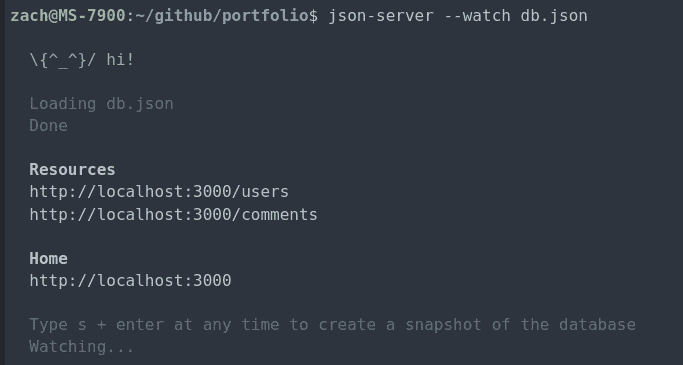 zach@MS-7900:~/github/portfolio$ json-server --watch db.json
\{^_^}/ hi!
Loading db.json
Done
Resources
http://localhost:3000/users
http://localhost:3000/comments
Home
http://localhost:3000
Type s + enter at any time to create a snapshot of the database
Watching...